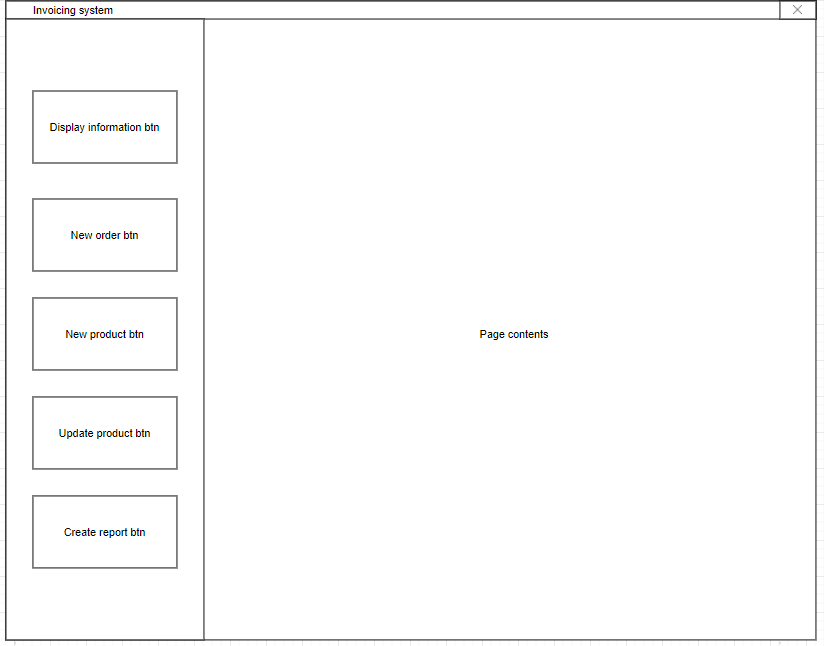 Invoicing system
Display information btn
New order btn
New product btn
Page contents
Update product btn
Create report btn